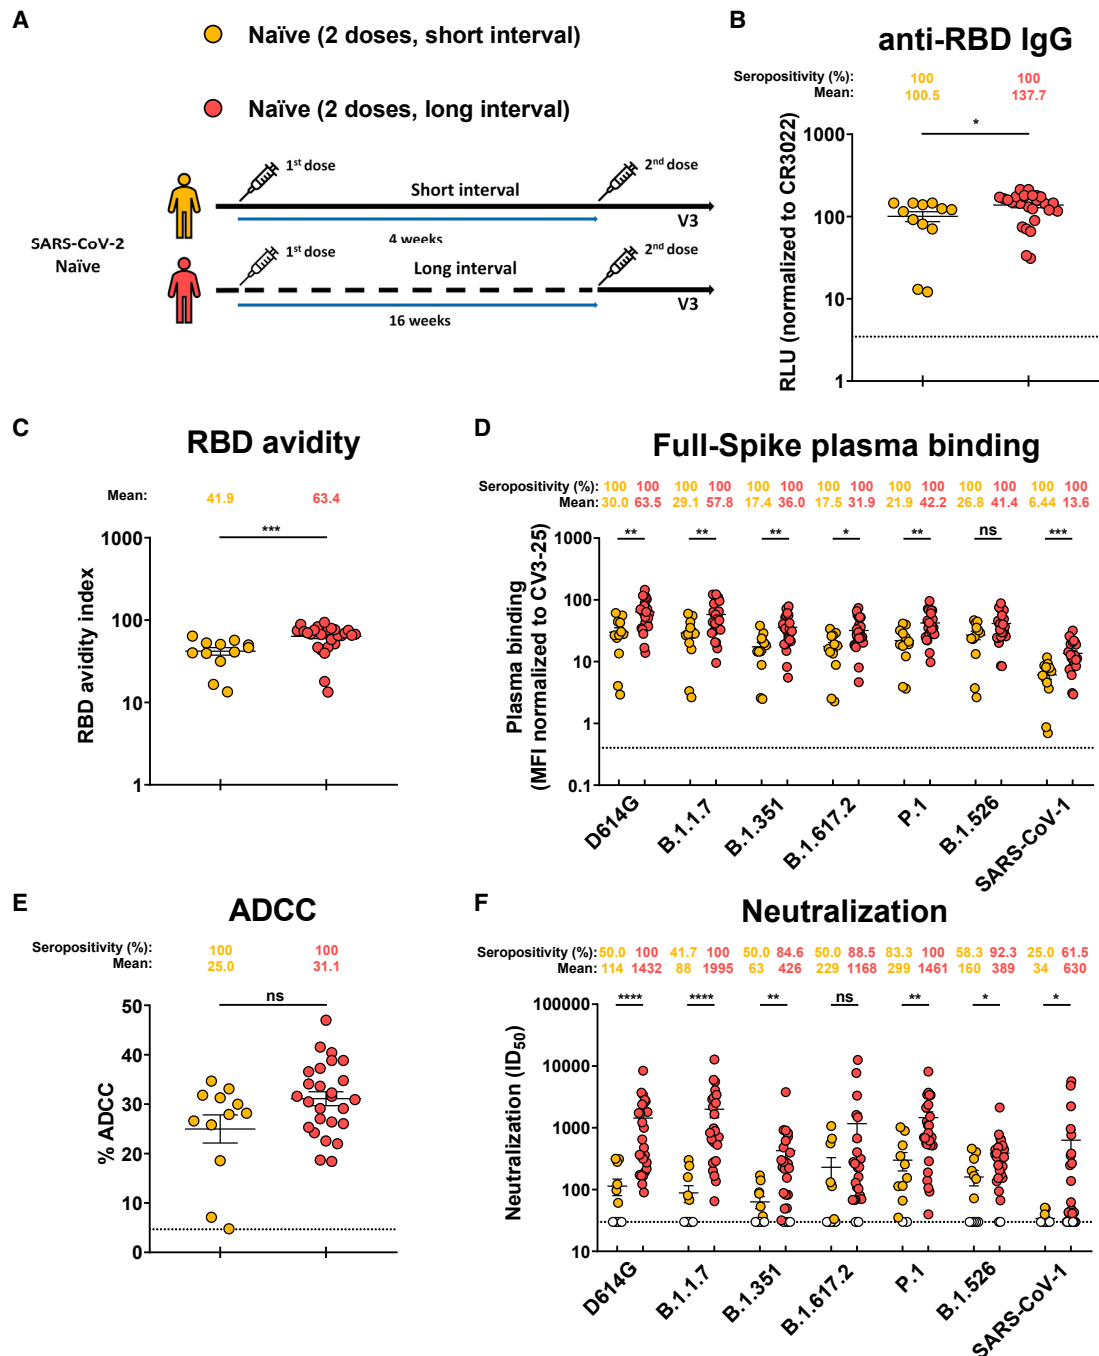 A
Naïve (2 doses, short interval)
Naïve (2 doses, long interval)
1st dose
2nd dose
Short interval
V3
4 weeks
SARS-CoV-2
Naïve
1st dose
2nd dose
Long interval
V3
16 weeks
B
anti-RBD IgG
Seropositivity (%): 100 100
Mean: 100.5 137.7
*
RLU (normalized to CR3022)
1000
100
10
1
C
RBD avidity
Mean: 41.9 63.4
***
RBD avidity index
1000
100
10
1
D
Full-Spike plasma binding
Seropositivity (%): 100 100 100 100 100 100 100 100 100 100 100 100 100 100
Mean: 30.0 63.5 29.1 57.8 17.4 36.0 17.5 31.9 21.9 42.2 26.8 41.4 6.44 13.6
** ** ** * ** ns ***
Plasma binding
(MFI normalized to CV3-25)
1000
100
10
1
0.1
D614G B.1.1.7 B.1.351 B.1.617.2 P.1 B.1.526 SARS-CoV-1
E
ADCC
Seropositivity (%): 100 100
Mean: 25.0 31.1
ns
% ADCC
50
40
30
20
10
0
F
Neutralization
Seropositivity (%): 50.0 100 41.7 100 50.0 84.6 50.0 88.5 83.3 100 58.3 92.3 25.0 61.5
Mean: 114 1432 88 1995 63 426 229 1168 299 1461 160 389 34 630
**** **** ** ns ** * *
Neutralization (ID50)
100000
10000
1000
100
10
D614G B.1.1.7 B.1.351 B.1.617.2 P.1 B.1.526 SARS-CoV-1